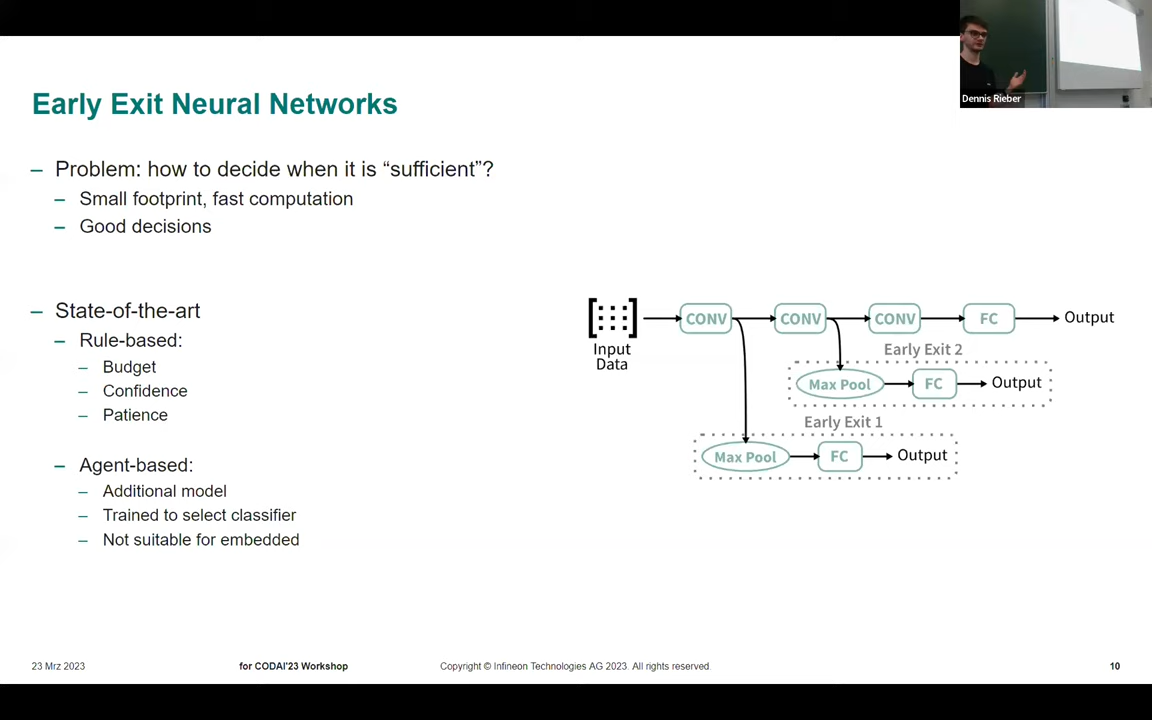 Dennis Rieber
Early Exit Neural Networks
– Problem: how to decide when it is “sufficient”?
– Small footprint, fast computation
– Good decisions
– State-of-the-art
– Rule-based:
– Budget
– Confidence
– Patience
– Agent-based:
– Additional model
– Trained to select classifier
– Not suitable for embedded
Input
Data
CONV
CONV
CONV
FC
Output
Early Exit 2
Max Pool
FC
Output
Early Exit 1
Max Pool
FC
Output
23 Mrz 2023
for CODAI'23 Workshop
Copyright © Infineon Technologies AG 2023. All rights reserved.
10